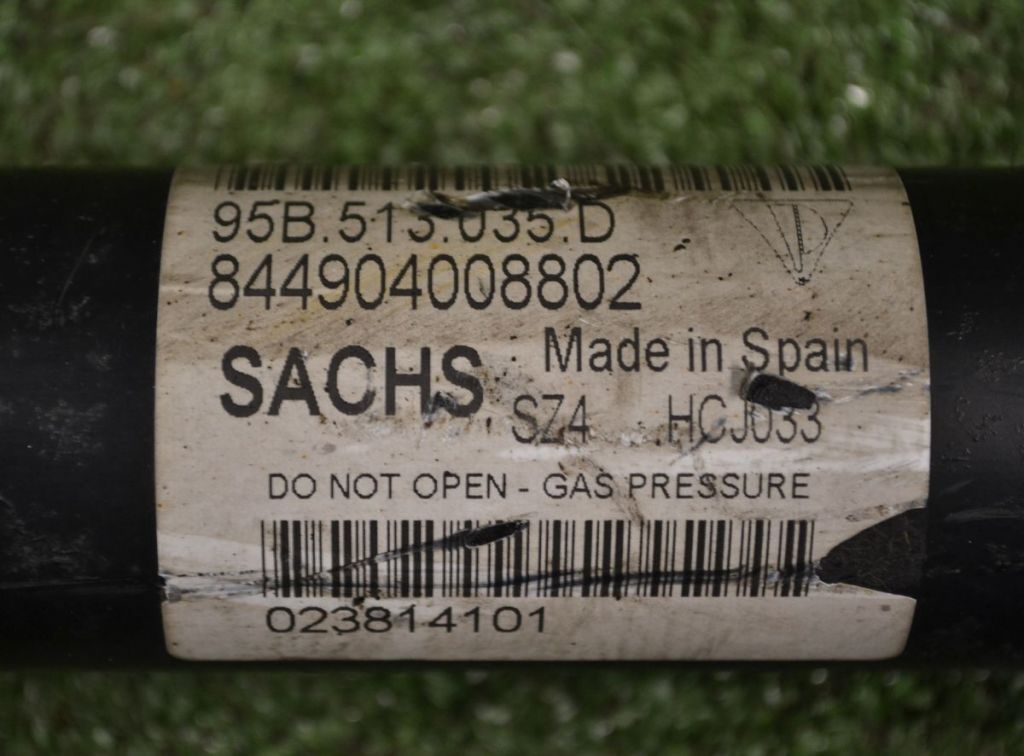 95B.513.035.D
844904008802
SACHS Made in Spain
SZ4 HCJ033
DO NOT OPEN - GAS PRESSURE
023814101